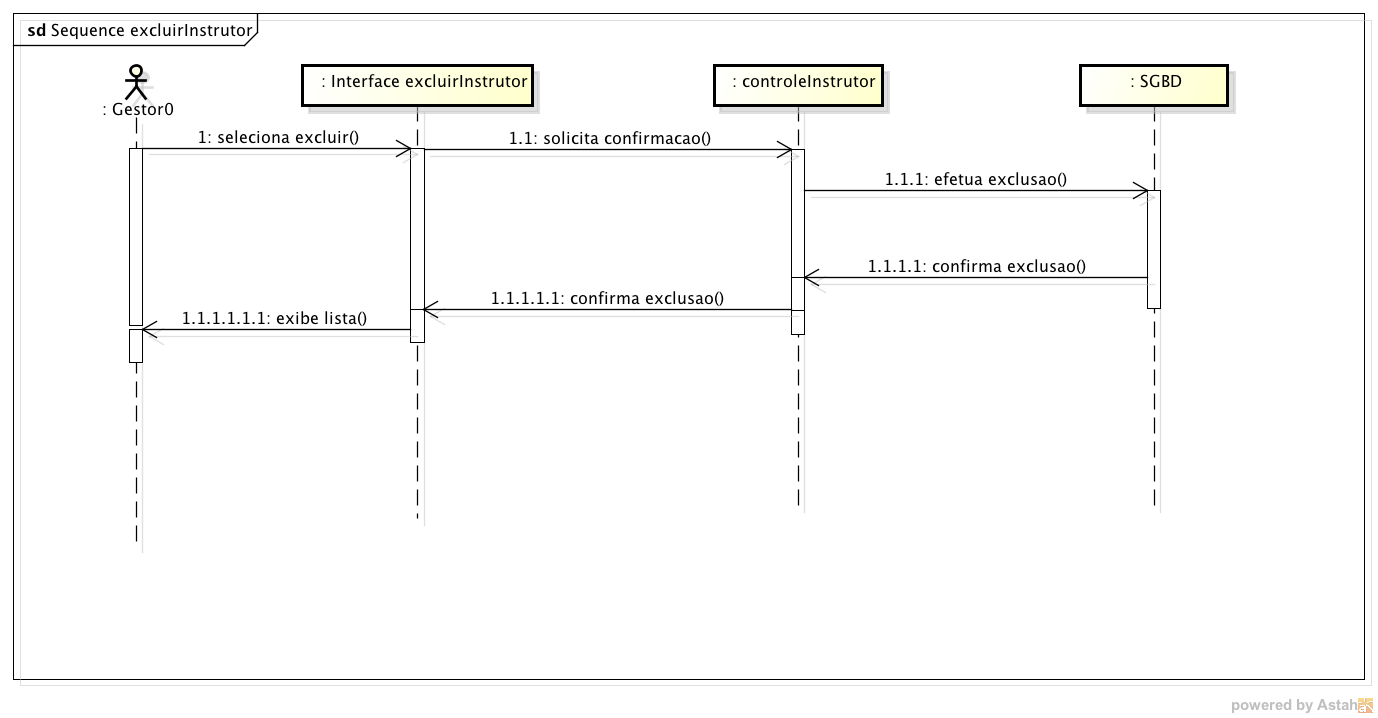 sd Sequence excluirInstrutor
: Gestor0
: Interface excluirInstrutor
: controleInstrutor
: SGBD
1: seleciona excluir()
1.1: solicita confirmacao()
1.1.1: efetua exclusao()
1.1.1.1: confirma exclusao()
1.1.1.1.1: confirma exclusao()
1.1.1.1.1.1: exibe lista()
powered by Astah